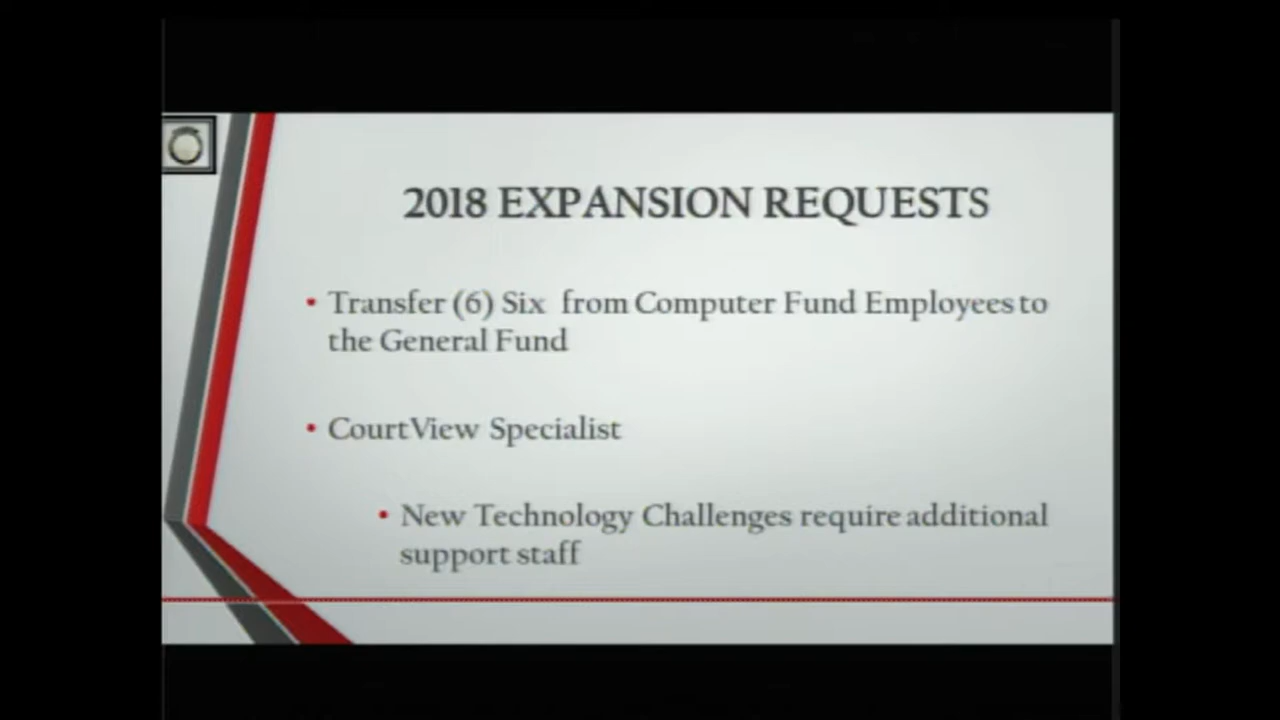 2018 EXPANSION REQUESTS
• Transfer (6) Six from Computer Fund Employees to
the General Fund
• CourtView Specialist
• New Technology Challenges require additional
support staff